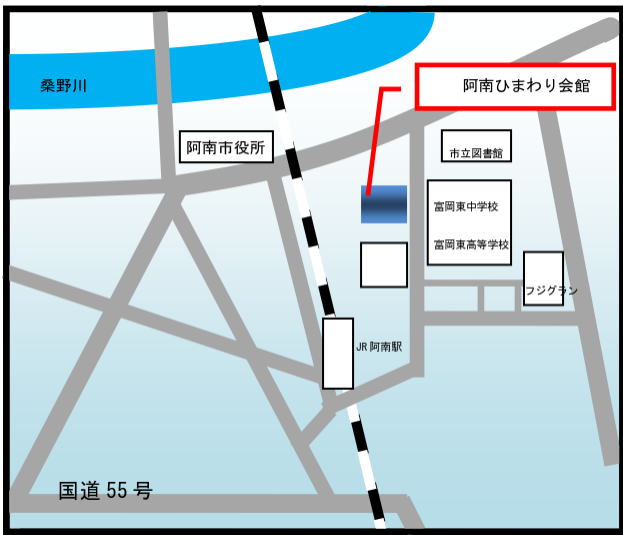 桑野川
阿南ひまわり会館
阿南市役所
市立図書館
富岡東中学校
富岡東高等学校
フジグラン
JR 阿南駅
国道 55 号